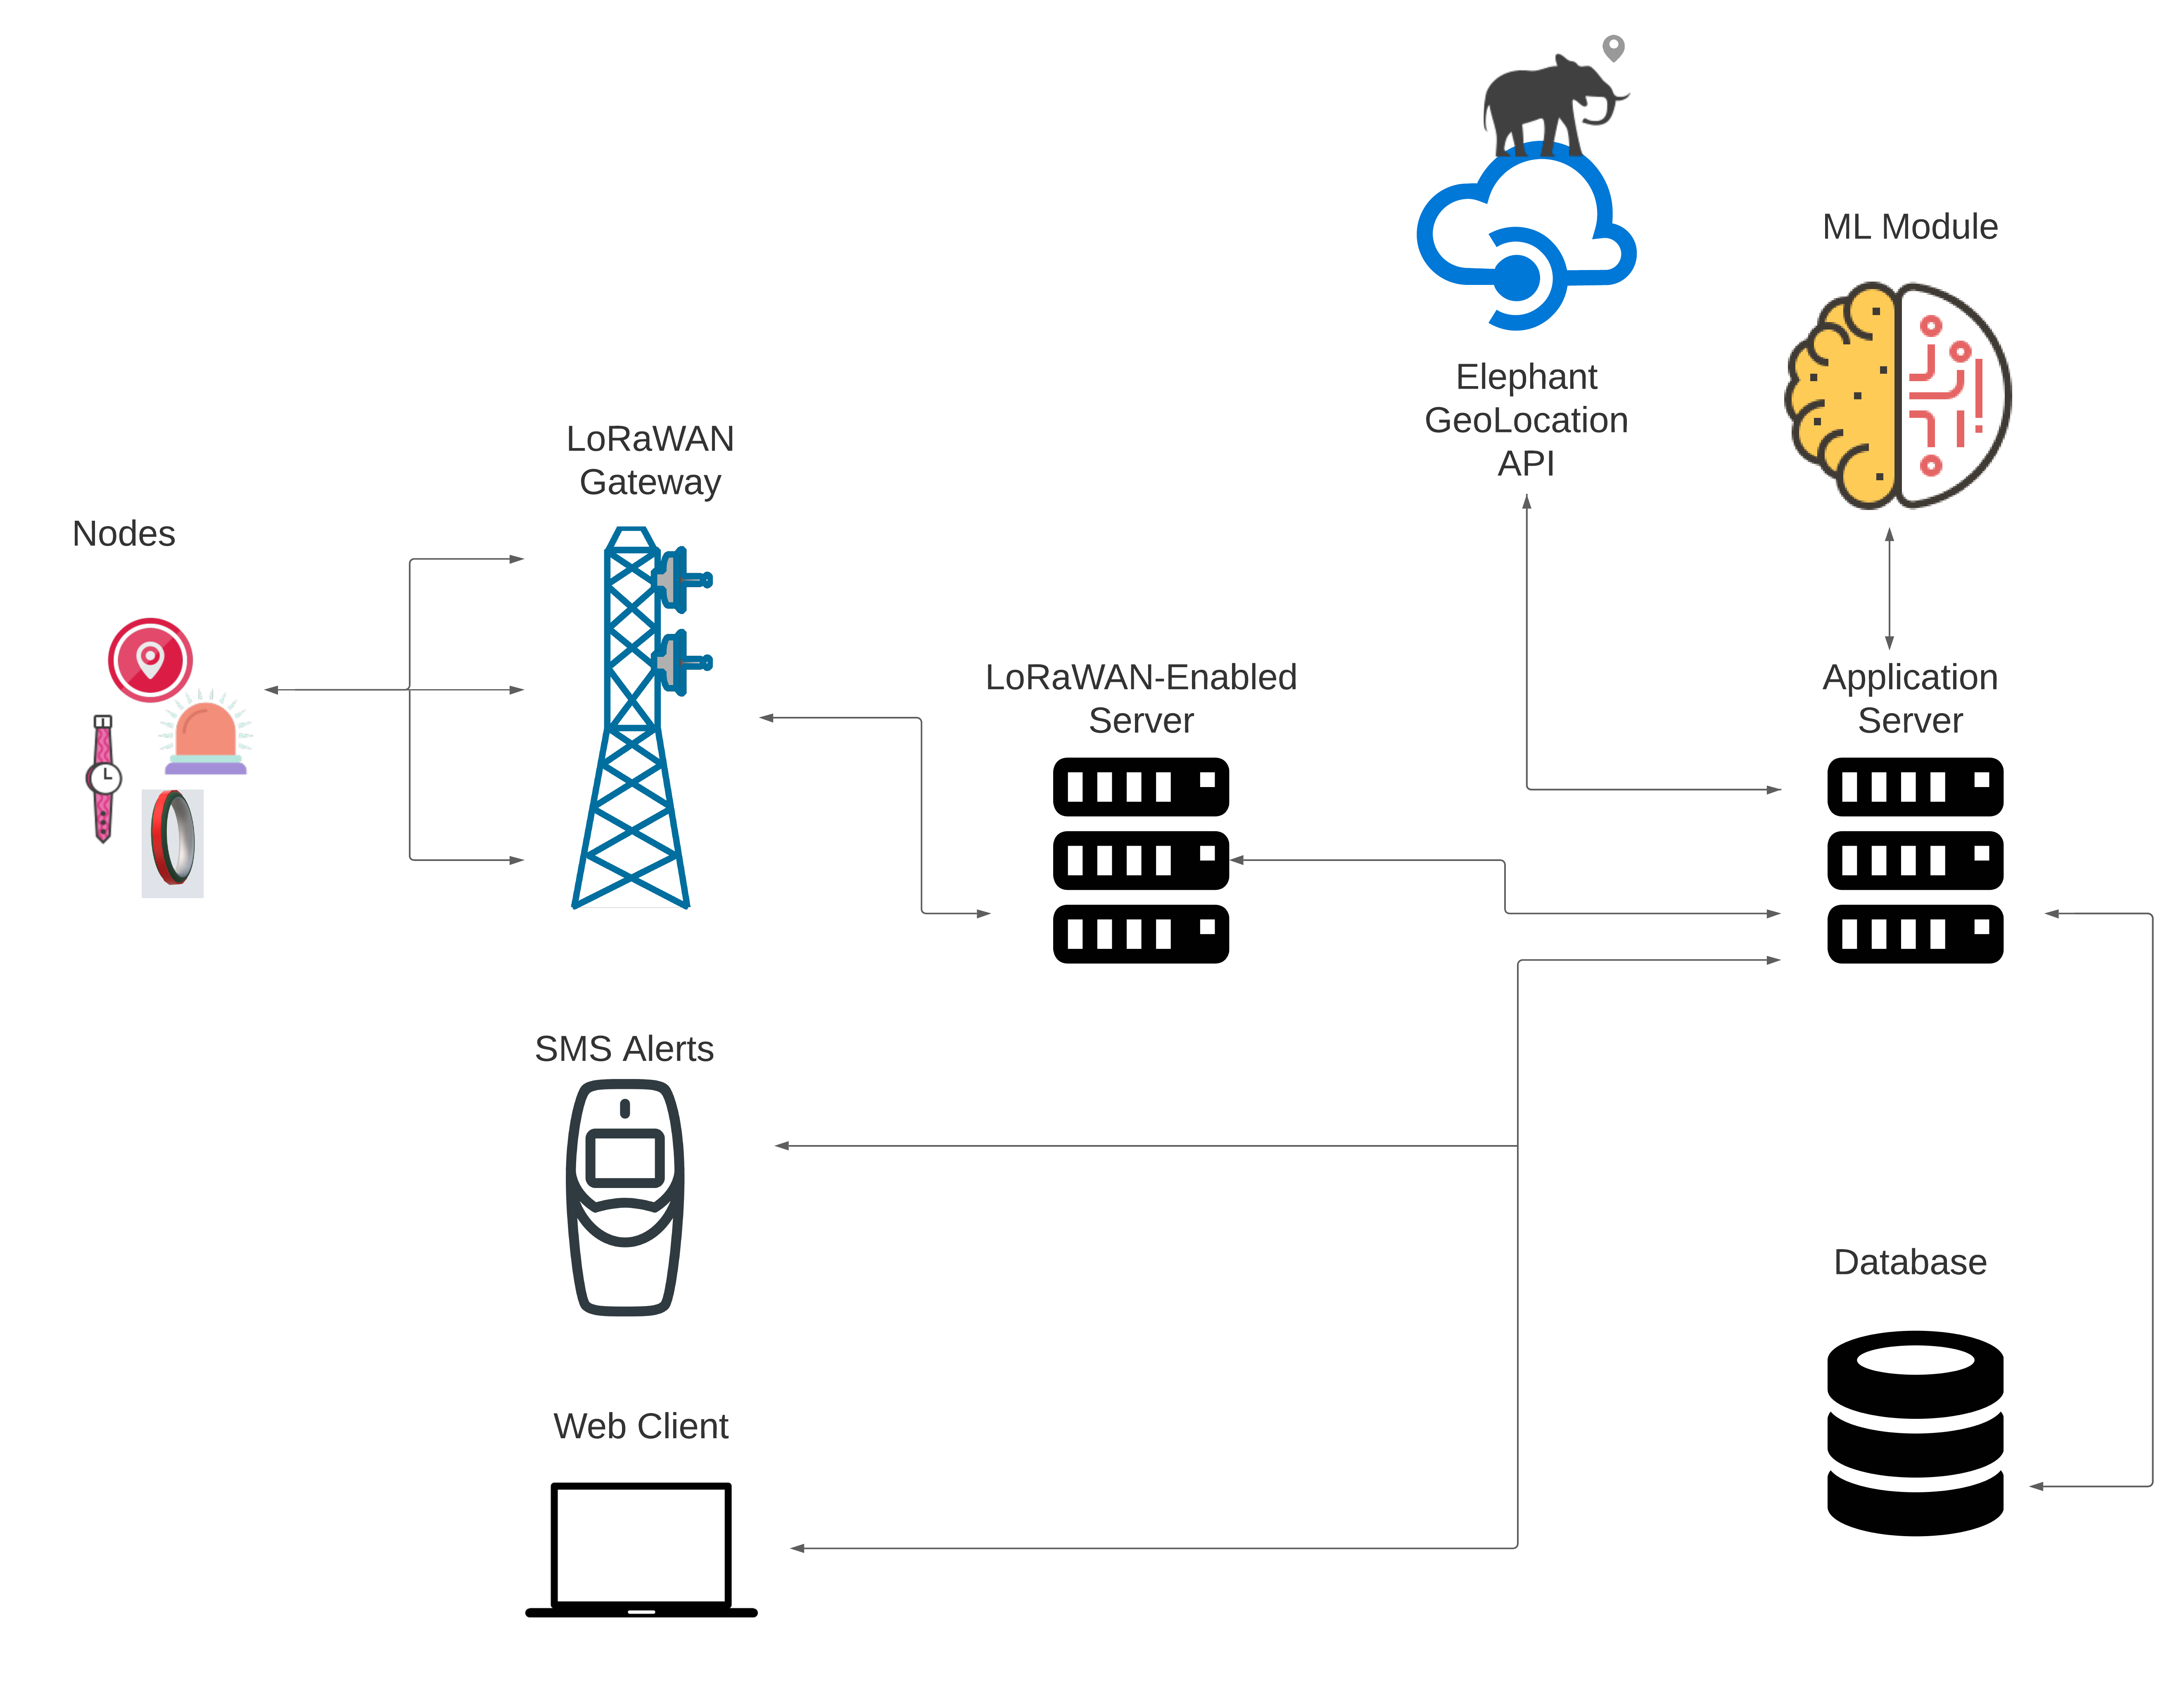 Elephant
GeoLocation
API
ML Module
LoRaWAN
Gateway
Nodes
LoRaWAN-Enabled
Server
Application
Server
SMS Alerts
Database
Web Client